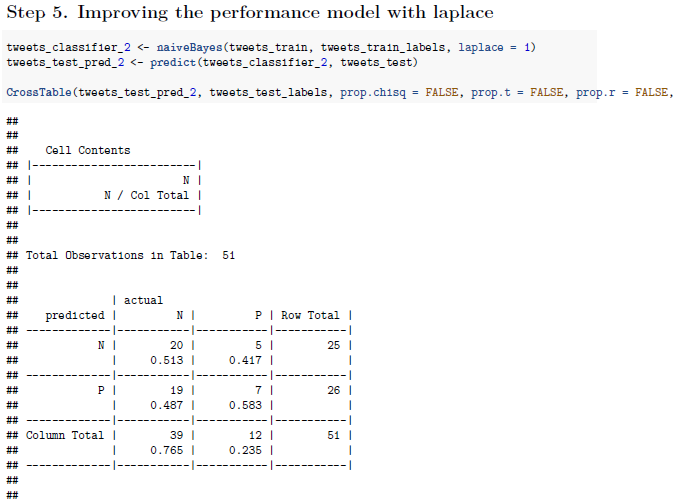 Step 5. Improving the performance model with laplace
tweets_classifier_2 <- naiveBayes(tweets_train, tweets_train_labels, laplace = 1)
tweets_test_pred_2 <- predict(tweets_classifier_2, tweets_test)
CrossTable(tweets_test_pred_2, tweets_test_labels, prop.chisq = FALSE, prop.t = FALSE, prop.r = FALSE,
##
##
##    Cell Contents
## |-------------------------|
## |                       N |
## |           N / Col Total |
## |-------------------------|
##
##
## Total Observations in Table:  51
##
##
##              | actual
##    predicted |         N |         P | Row Total |
## -------------|-----------|-----------|-----------|
##            N |        20 |         5 |        25 |
##              |     0.513 |     0.417 |           |
## -------------|-----------|-----------|-----------|
##            P |        19 |         7 |        26 |
##              |     0.487 |     0.583 |           |
## -------------|-----------|-----------|-----------|
## Column Total |        39 |        12 |        51 |
##              |     0.765 |     0.235 |           |
## -------------|-----------|-----------|-----------|
##
##